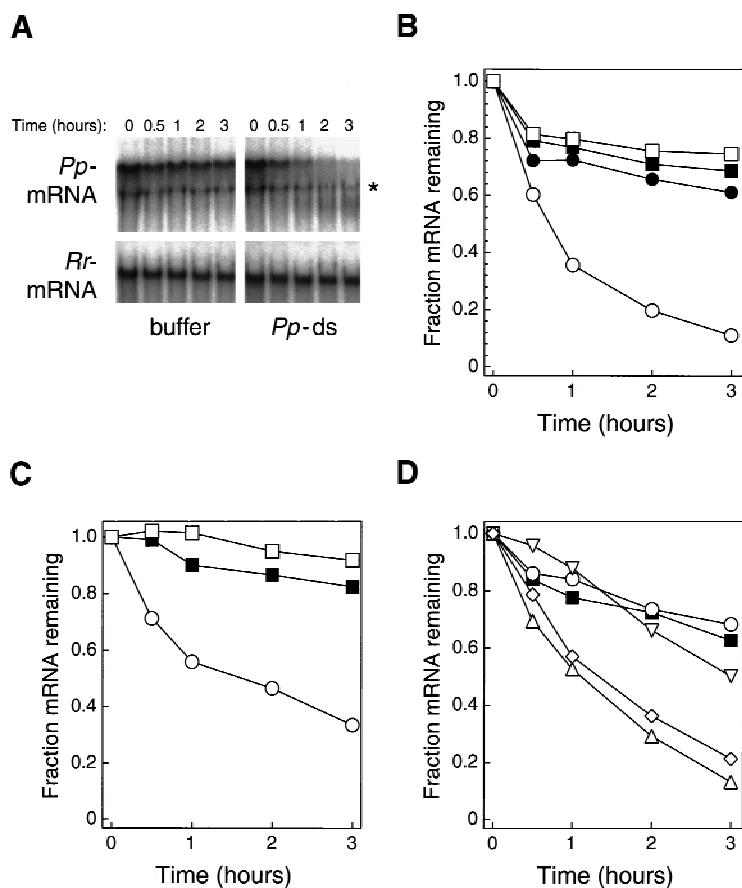 A
Time (hours): 0 0.5 1 2 3 0 0.5 1 2 3
Pp-
mRNA
*
Rr-
mRNA
buffer Pp-ds
B
Fraction mRNA remaining
1.0
0.8
0.6
0.4
0.2
0
0 1 2 3
Time (hours)
C
Fraction mRNA remaining
1.0
0.8
0.6
0.4
0.2
0
0 1 2 3
Time (hours)
D
Fraction mRNA remaining
1.0
0.8
0.6
0.4
0.2
0
0 1 2 3
Time (hours)